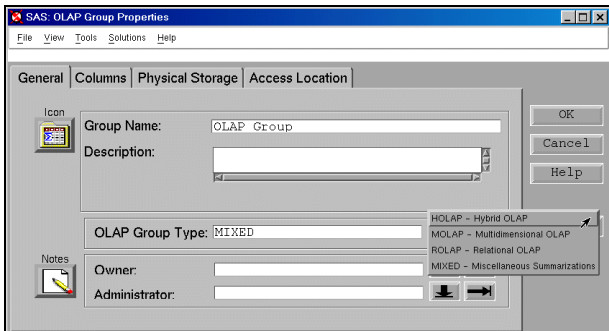 SAS: OLAP Group Properties
File View Tools Solutions Help
General Columns Physical Storage Access Location
Icon
Group Name: OLAP Group
Description:
OK
Cancel
Help
OLAP Group Type: MIXED
HOLAP - Hybrid OLAP
MOLAP - Multidimensional OLAP
ROLAP - Relational OLAP
MIXED - Miscellaneous Summarizations
Notes
Owner:
Administrator: